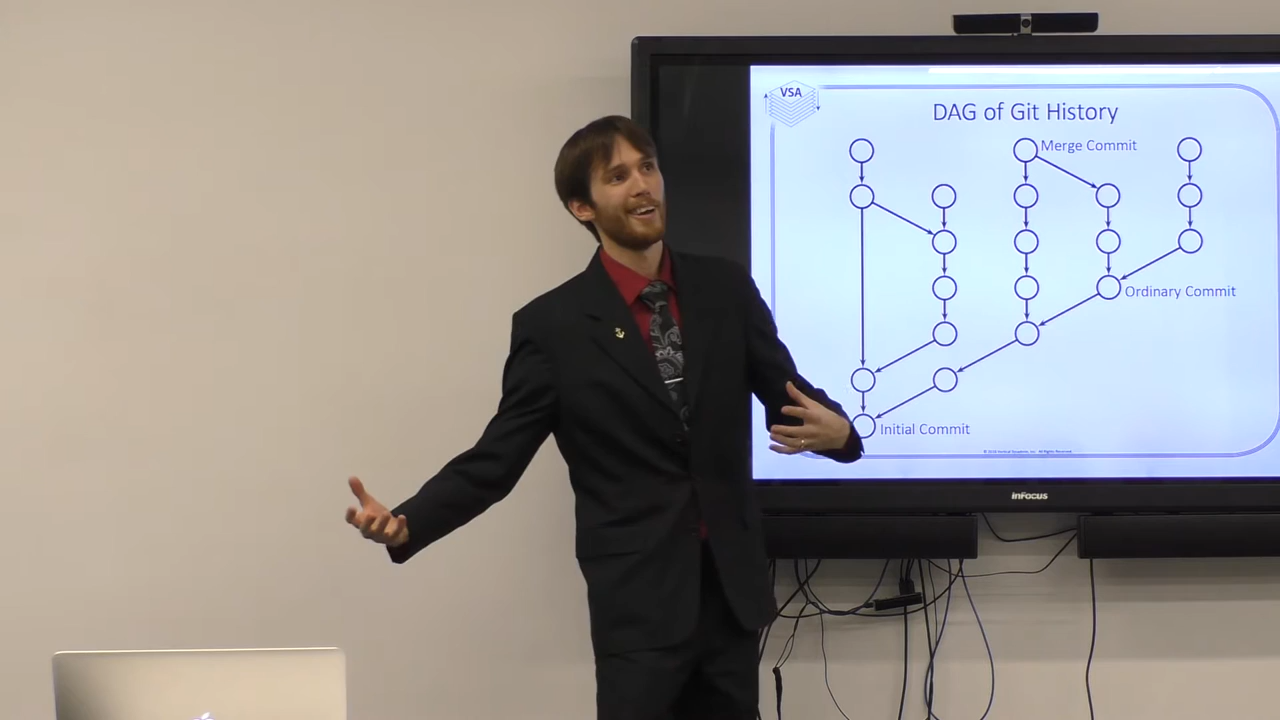 VSA
DAG of Git History
Merge Commit
Ordinary Commit
Initial Commit
InFocus